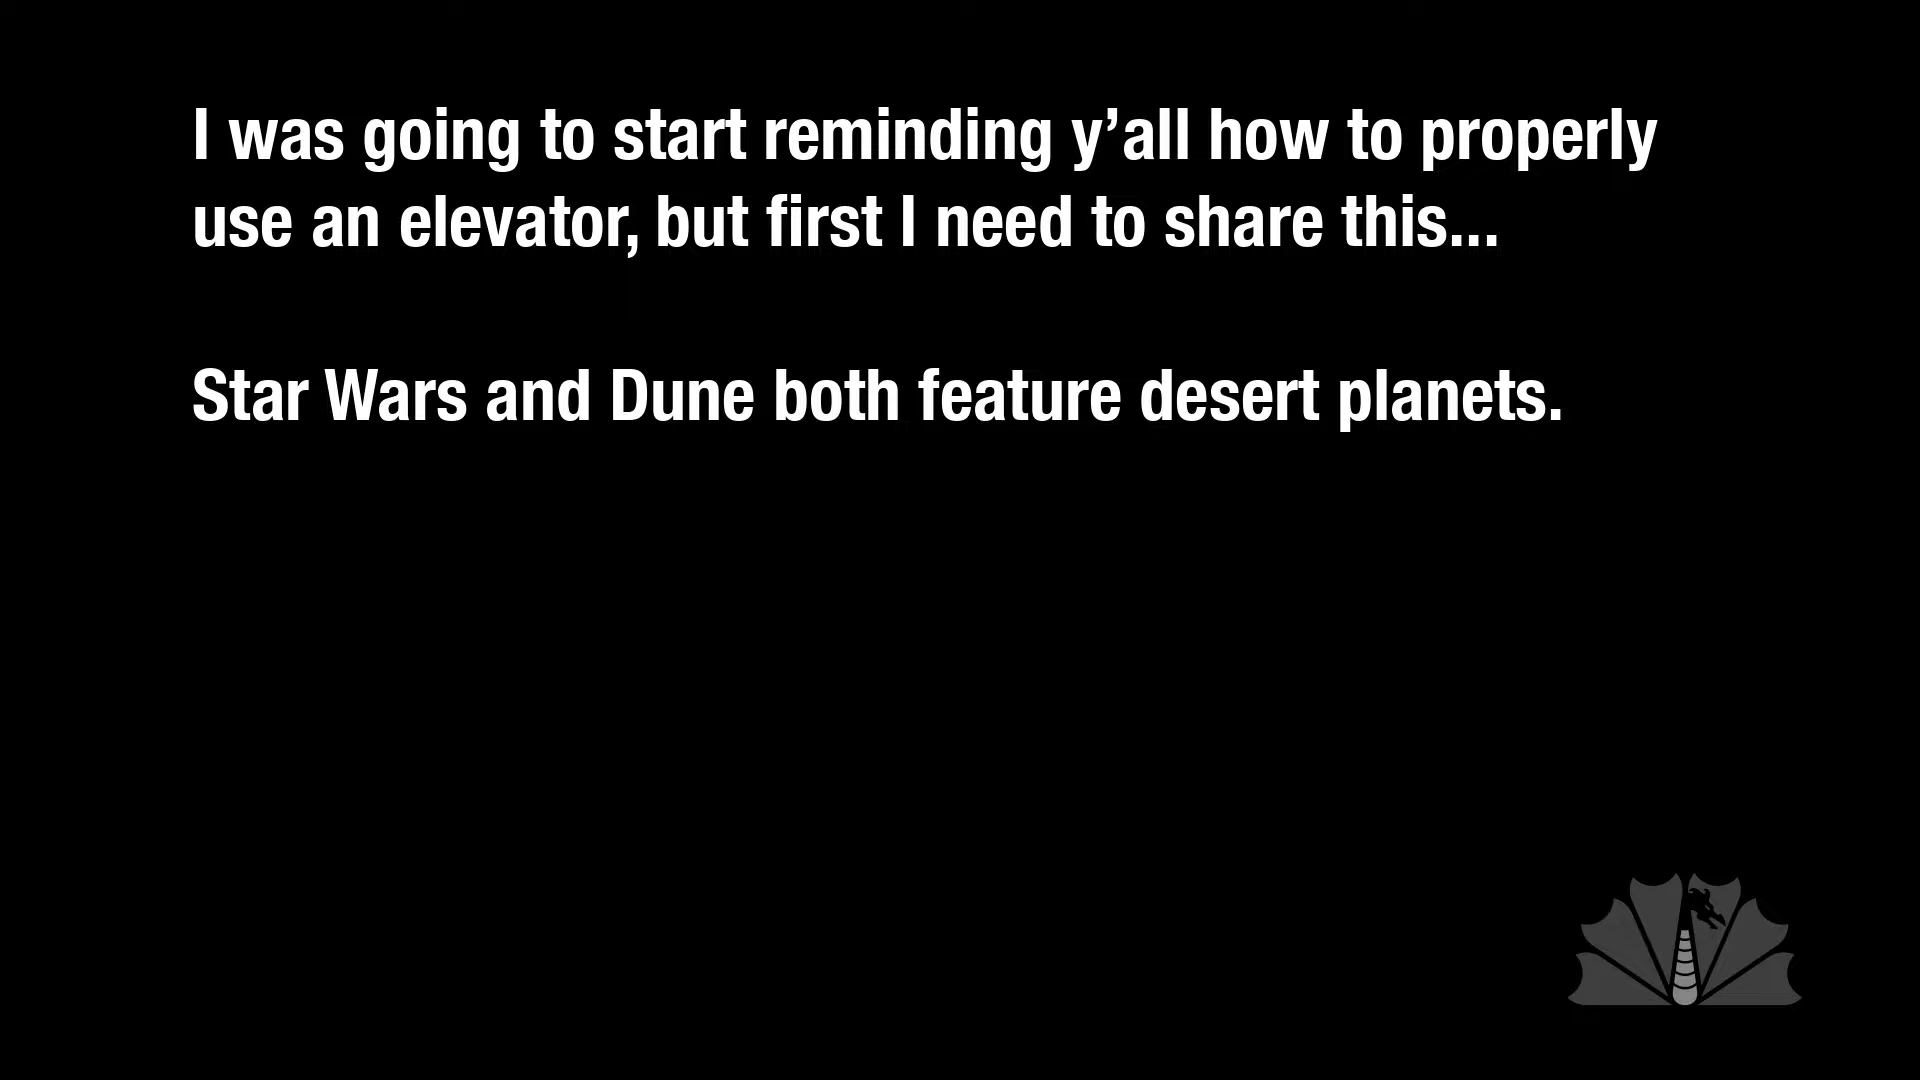 I was going to start reminding y’all how to properly
use an elevator, but first I need to share this...
Star Wars and Dune both feature desert planets.